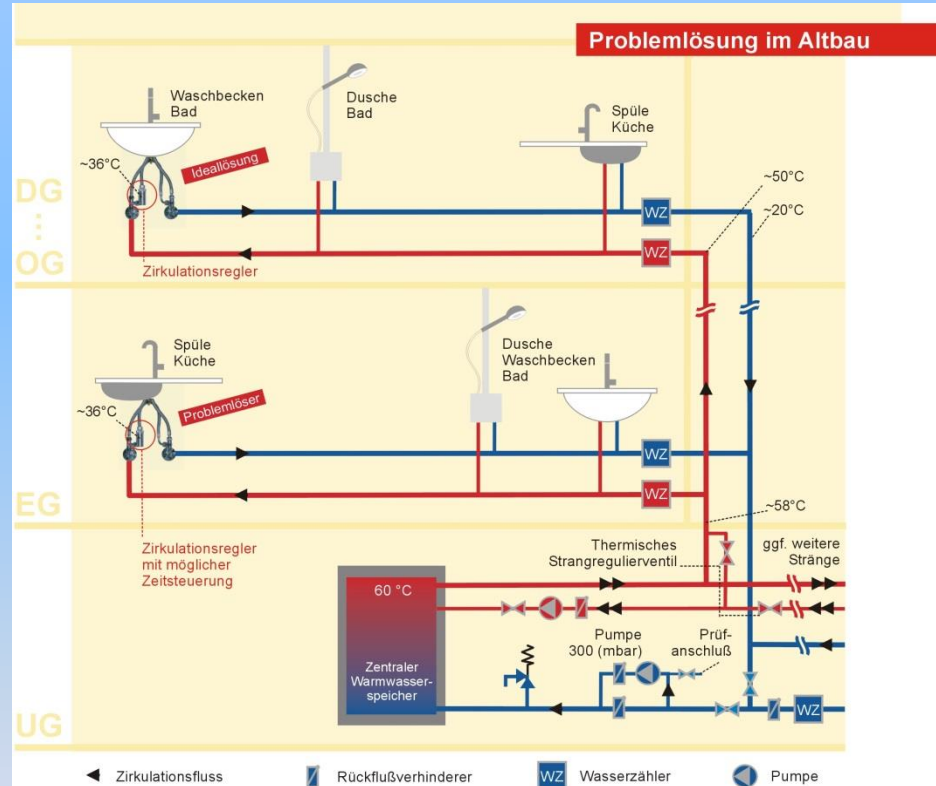 Problemlösung im Altbau
Waschbecken
Bad
Dusche
Bad
Spüle
Küche
~36°C
Ideallösung
~50°C
~20°C
DG
OG
WZ
WZ
Zirkulationsregler
Spüle
Küche
Dusche
Waschbecken
Bad
~36°C
Problemlöser
WZ
WZ
EG
~58°C
Zirkulationsregler
mit möglicher
Zeitsteuerung
Thermisches
Strangregulierventil
ggf. weitere
Stränge
60 °C
Pumpe
300 (mbar)
Prüf-
anschluß
Zentraler
Warmwasser-
speicher
UG
WZ
Zirkulationsfluss
Rückflußverhinderer
WZ Wasserzähler
Pumpe